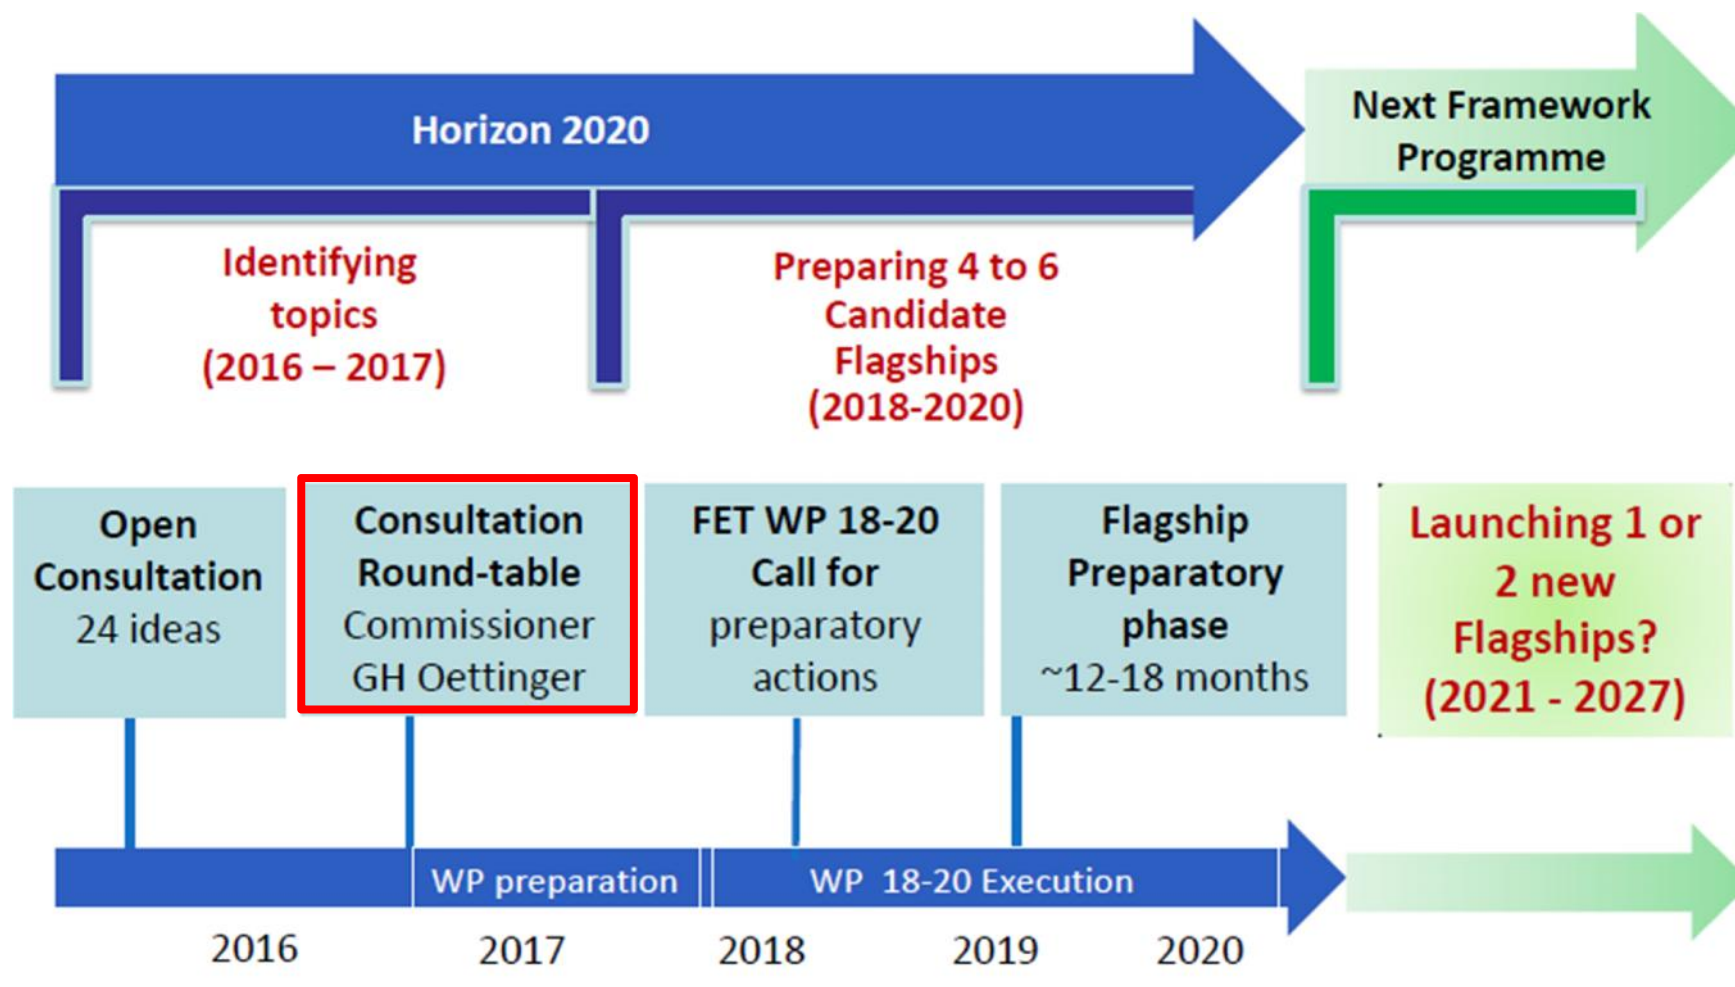 Horizon 2020
Next Framework
Programme
Identifying
topics
(2016 – 2017)
Preparing 4 to 6
Candidate
Flagships
(2018-2020)
Open
Consultation
24 ideas
Consultation
Round-table
Commissioner
GH Oettinger
FET WP 18-20
Call for
preparatory
actions
Flagship
Preparatory
phase
~12-18 months
Launching 1 or
2 new
Flagships?
(2021 - 2027)
WP preparation
WP 18-20 Execution
2016
2017
2018
2019
2020